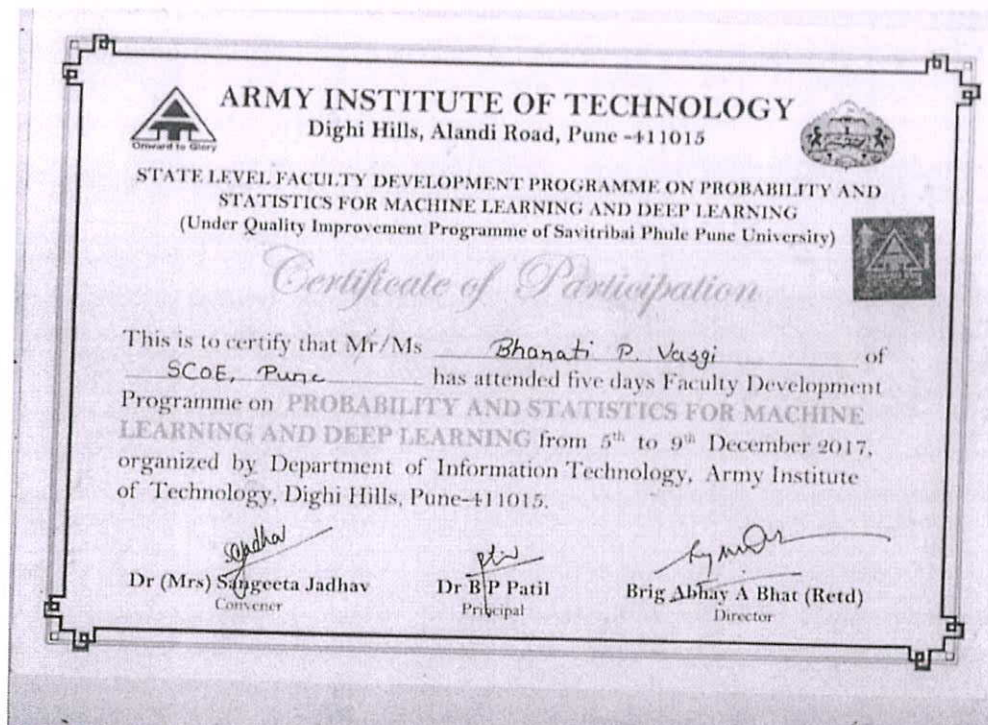 ARMY INSTITUTE OF TECHNOLOGY
Dighi Hills, Alandi Road, Pune -411015
Onward to Glory
STATE LEVEL FACULTY DEVELOPMENT PROGRAMME ON PROBABILITY AND
STATISTICS FOR MACHINE LEARNING AND DEEP LEARNING
(Under Quality Improvement Programme of Savitribai Phule Pune University)
Certificate of Participation
This is to certify that Mr/Ms Bharati P. Vasgi of
SCOE, Pune has attended five days Faculty Development
Programme on PROBABILITY AND STATISTICS FOR MACHINE
LEARNING AND DEEP LEARNING from 5th to 9th December 2017,
organized by Department of Information Technology, Army Institute
of Technology, Dighi Hills, Pune-411015.
Dr (Mrs) Sangeeta Jadhav Dr B P Patil Brig Abhay A Bhat (Retd)
Convener Principal Director